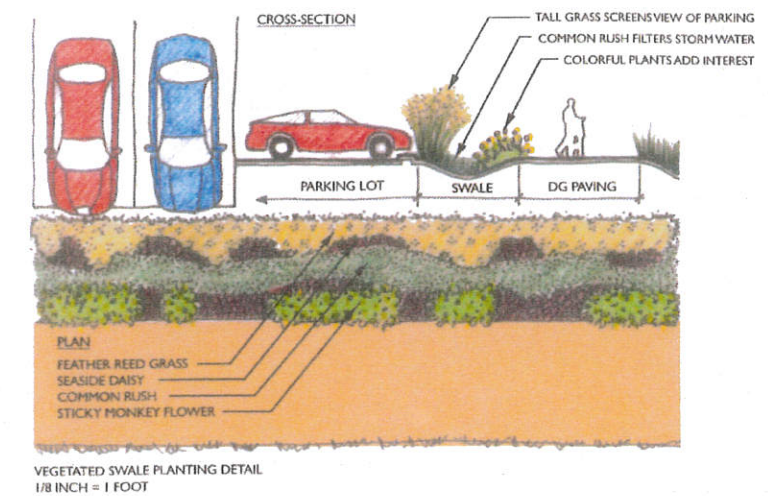 CROSS-SECTION
TALL GRASS SCREENS VIEW OF PARKING
COMMON RUSH FILTERS STORM WATER
COLORFUL PLANTS ADD INTEREST
PARKING LOT
SWALE
DG PAVING
PLAN
FEATHER REED GRASS
SEASIDE DAISY
COMMON RUSH
STICKY MONKEY FLOWER
VEGETATED SWALE PLANTING DETAIL
1/8 INCH = 1 FOOT